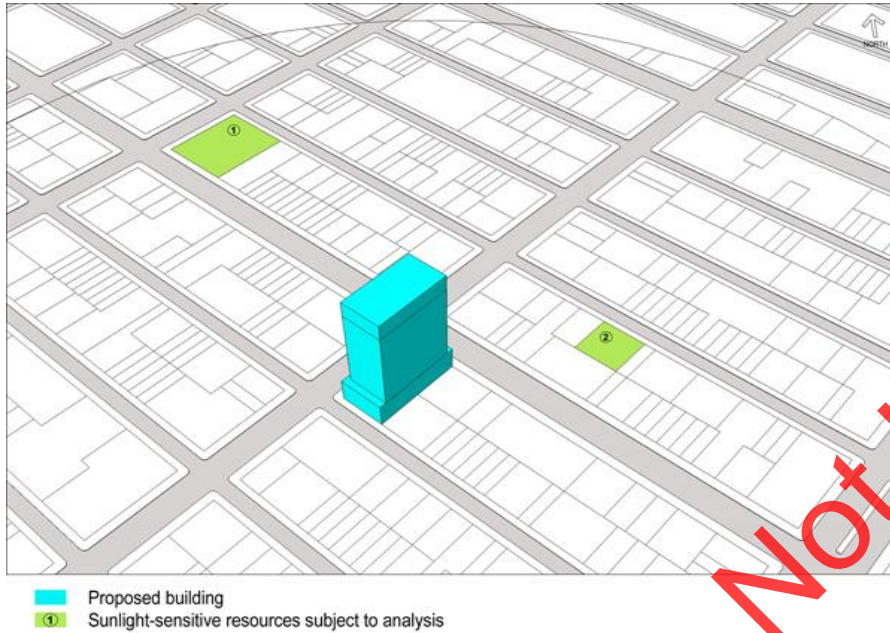 NORTH
①
②
Proposed building
① Sunlight-sensitive resources subject to analysis
Not